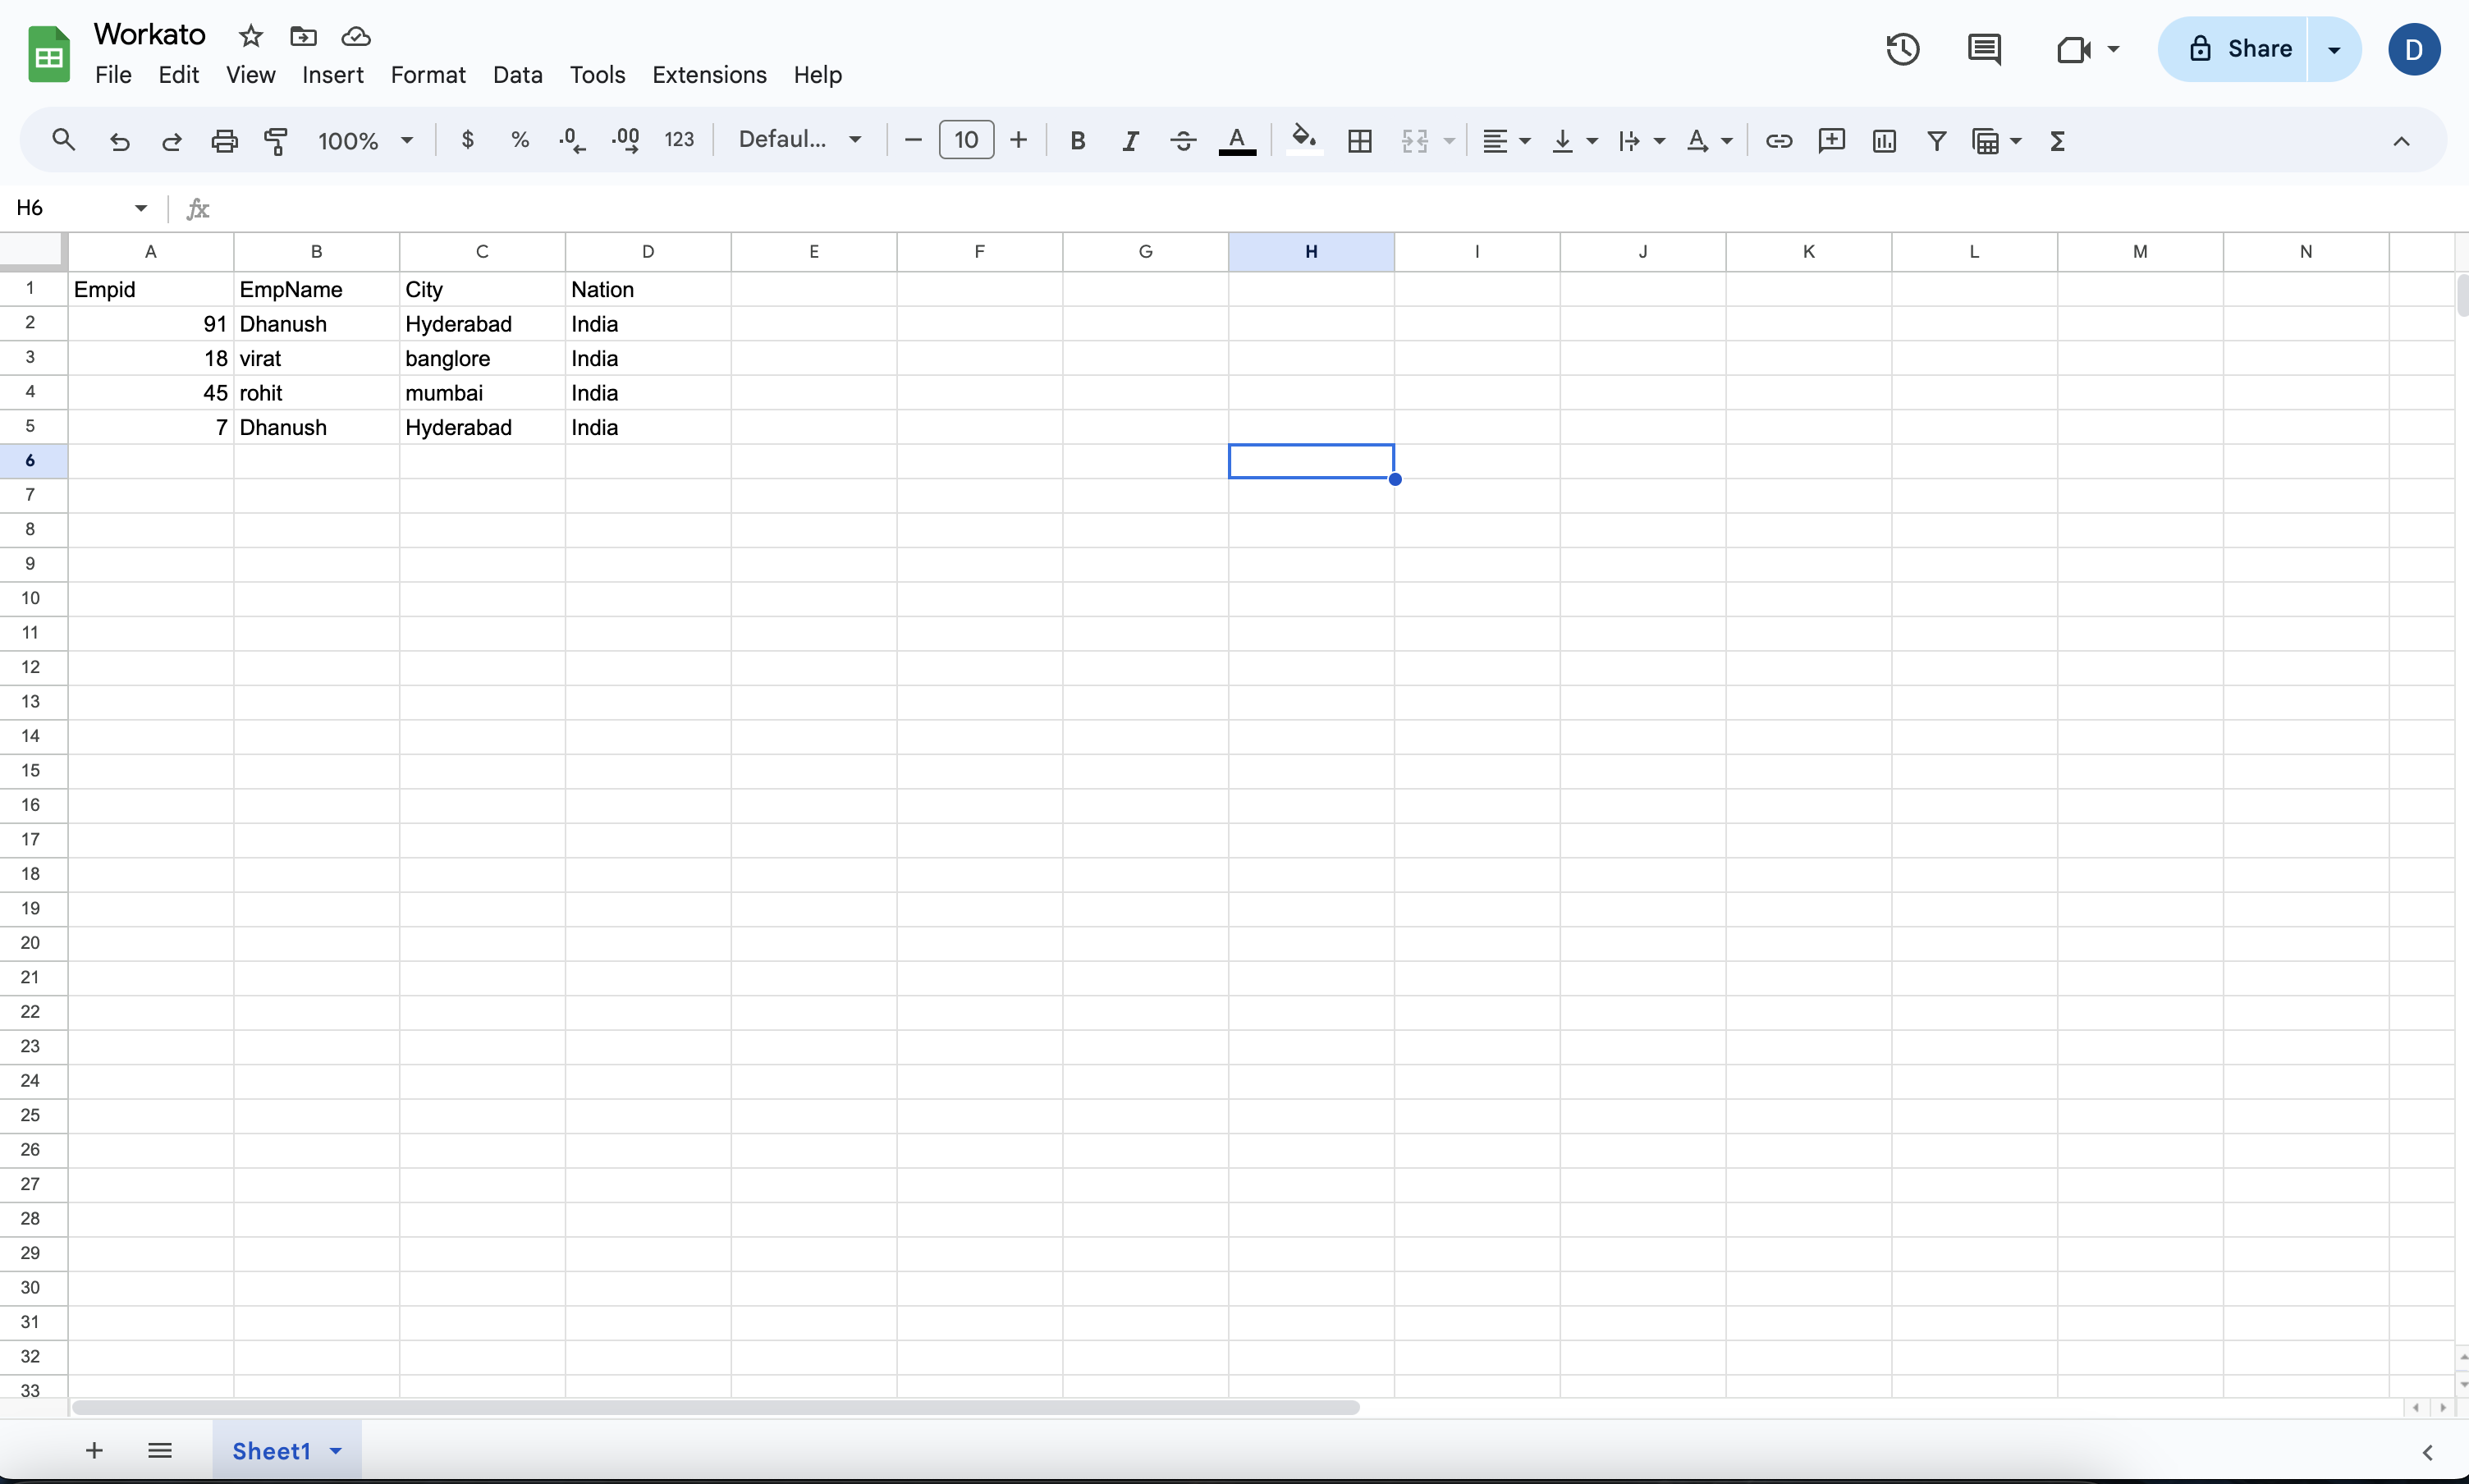 Workato
File Edit View Insert Format Data Tools Extensions Help
Share
D
100% $ % .0 .00 123 Defaul... 10 B I S A A Σ
H6 fx
A B C D E F G H I J K L M N
1 Empid EmpName City Nation
2 91 Dhanush Hyderabad India
3 18 virat banglore India
4 45 rohit mumbai India
5 7 Dhanush Hyderabad India
6
7
8
9
10
11
12
13
14
15
16
17
18
19
20
21
22
23
24
25
26
27
28
29
30
31
32
33
Sheet1